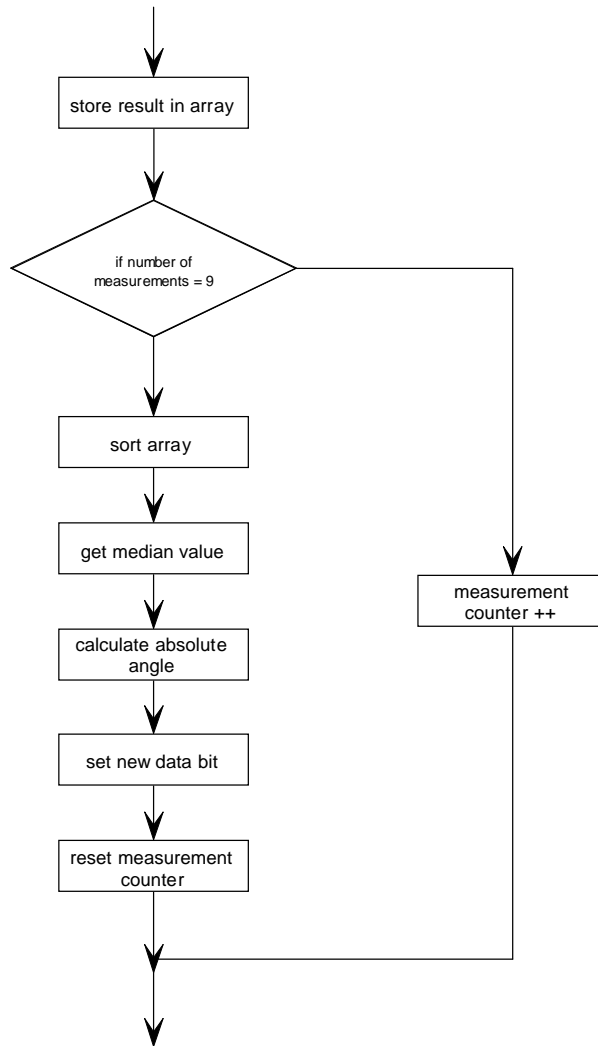 store result in array
if number of
measurements = 9
sort array
get median value
measurement
counter ++
calculate absolute
angle
set new data bit
reset measurement
counter